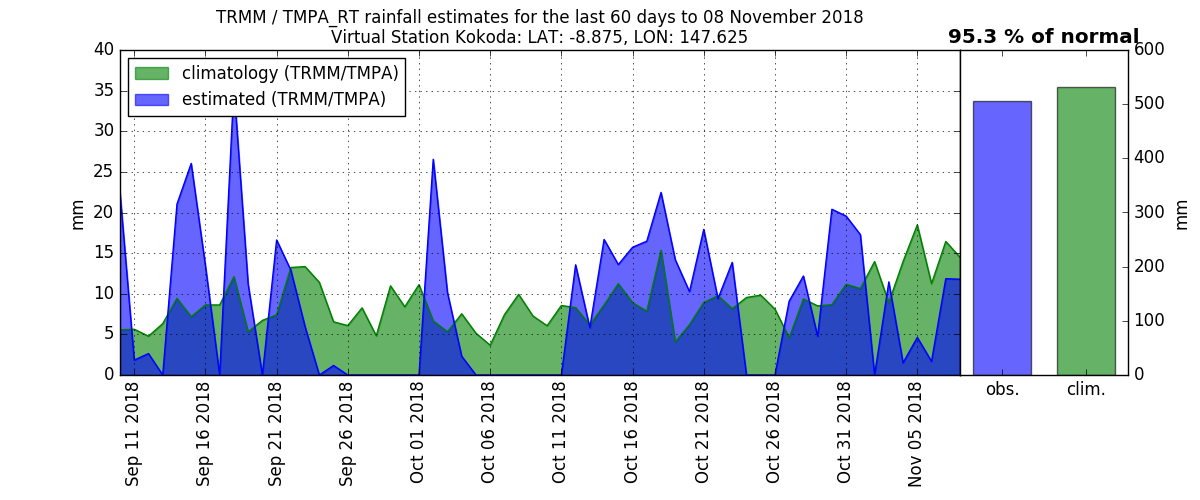 TRMM / TMPA_RT rainfall estimates for the last 60 days to 08 November 2018
Virtual Station Kokoda: LAT: -8.875, LON: 147.625
95.3 % of normal
climatology (TRMM/TMPA)
estimated (TRMM/TMPA)
40
35
30
25
20
15
10
5
0
mm
Sep 11 2018
Sep 16 2018
Sep 21 2018
Sep 26 2018
Oct 01 2018
Oct 06 2018
Oct 11 2018
Oct 16 2018
Oct 21 2018
Oct 26 2018
Oct 31 2018
Nov 05 2018
obs.
clim.
600
500
400
300
200
100
0
mm